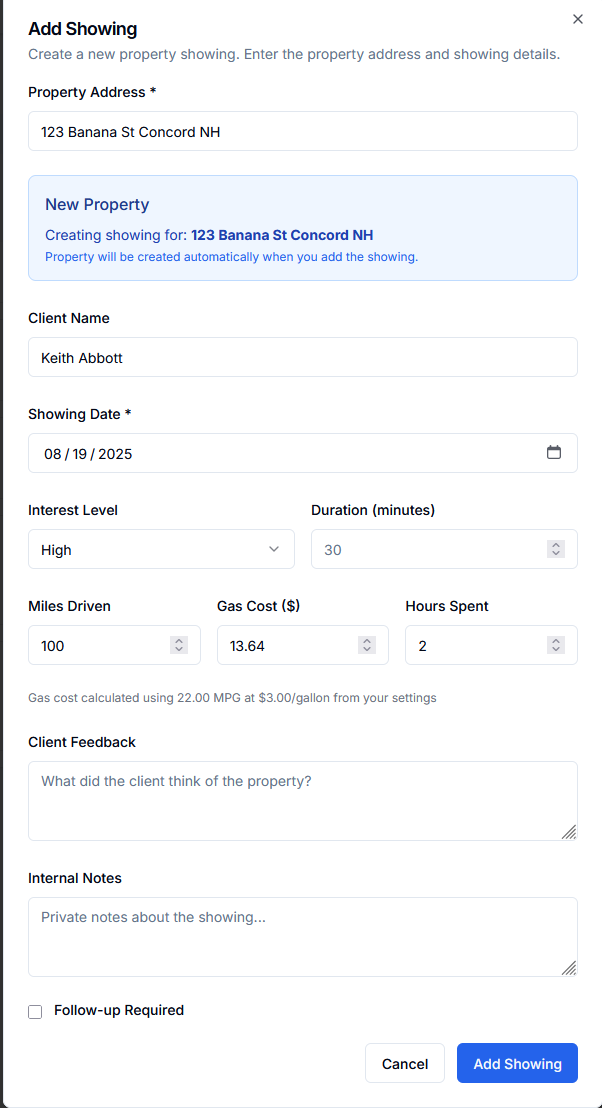 Add Showing
Create a new property showing. Enter the property address and showing details.
Property Address *
123 Banana St Concord NH
New Property
Creating showing for: 123 Banana St Concord NH
Property will be created automatically when you add the showing.
Client Name
Keith Abbott
Showing Date *
08 / 19 / 2025
Interest Level
Duration (minutes)
High
30
Miles Driven
Gas Cost ($)
Hours Spent
100
13.64
2
Gas cost calculated using 22.00 MPG at $3.00/gallon from your settings
Client Feedback
What did the client think of the property?
Internal Notes
Private notes about the showing...
Follow-up Required
Cancel
Add Showing